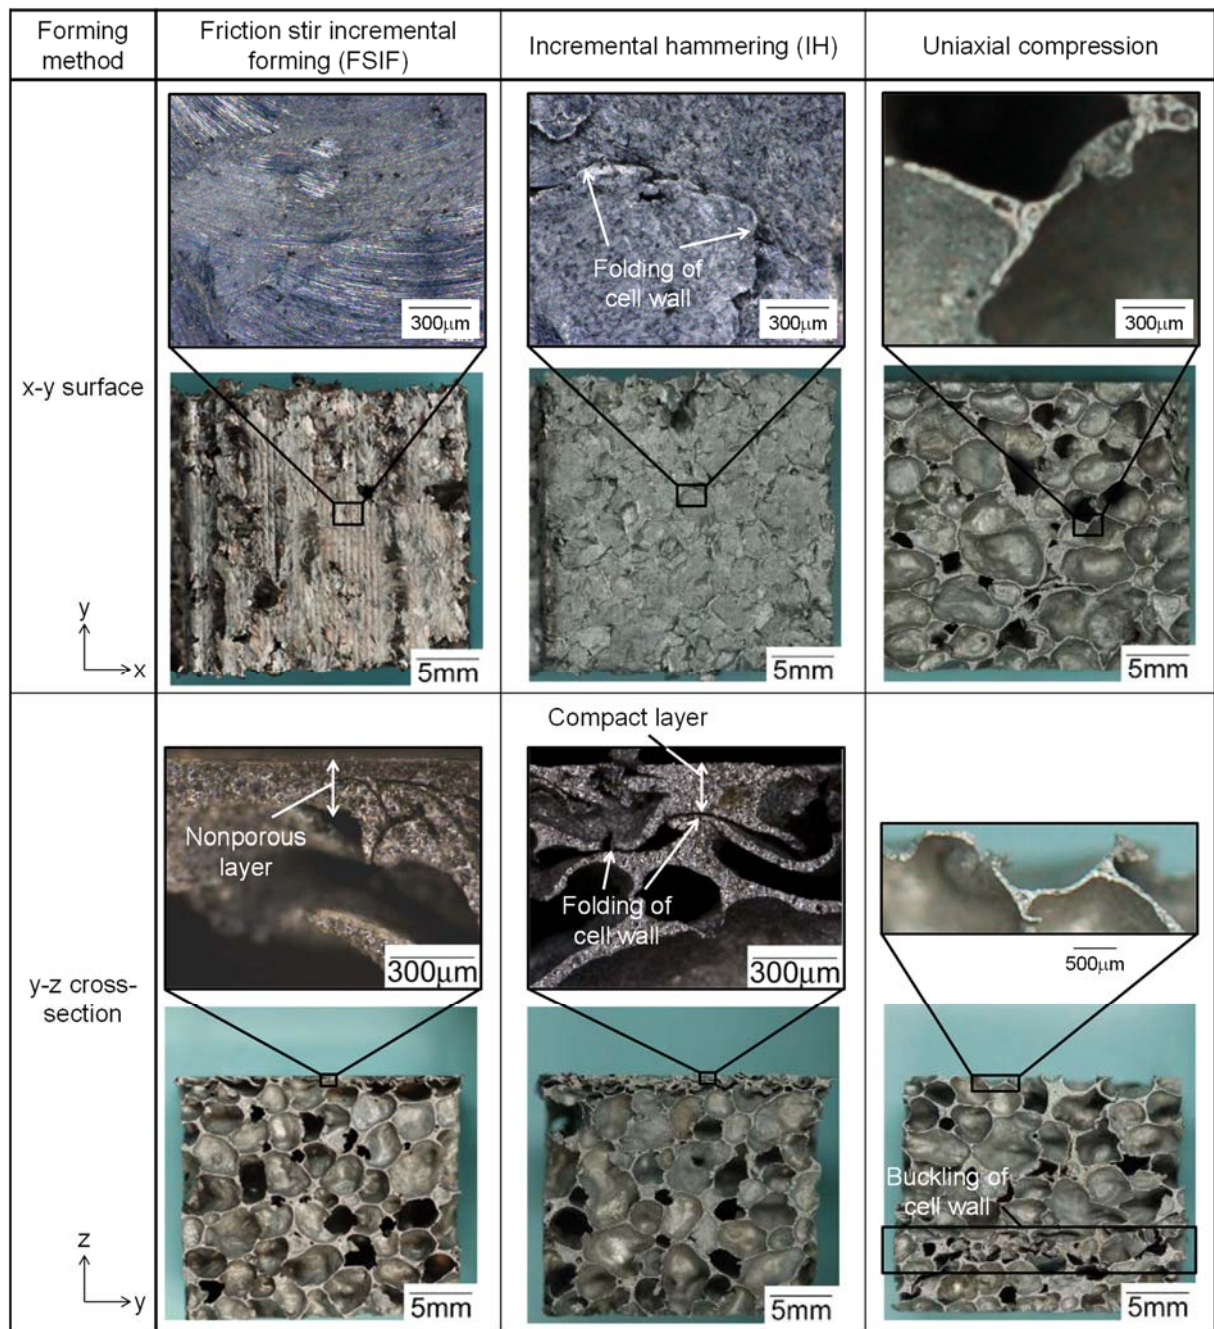 Forming
method
Friction stir incremental
forming (FSIF)
Incremental hammering (IH)
Uniaxial compression
x-y surface
300μm
Folding of
cell wall
300μm
300μm
y
x
5mm
5mm
5mm
y-z cross-
section
Nonporous
layer
300μm
Compact layer
Folding of
cell wall
300μm
500μm
Buckling of
cell wall
z
y
5mm
5mm
5mm